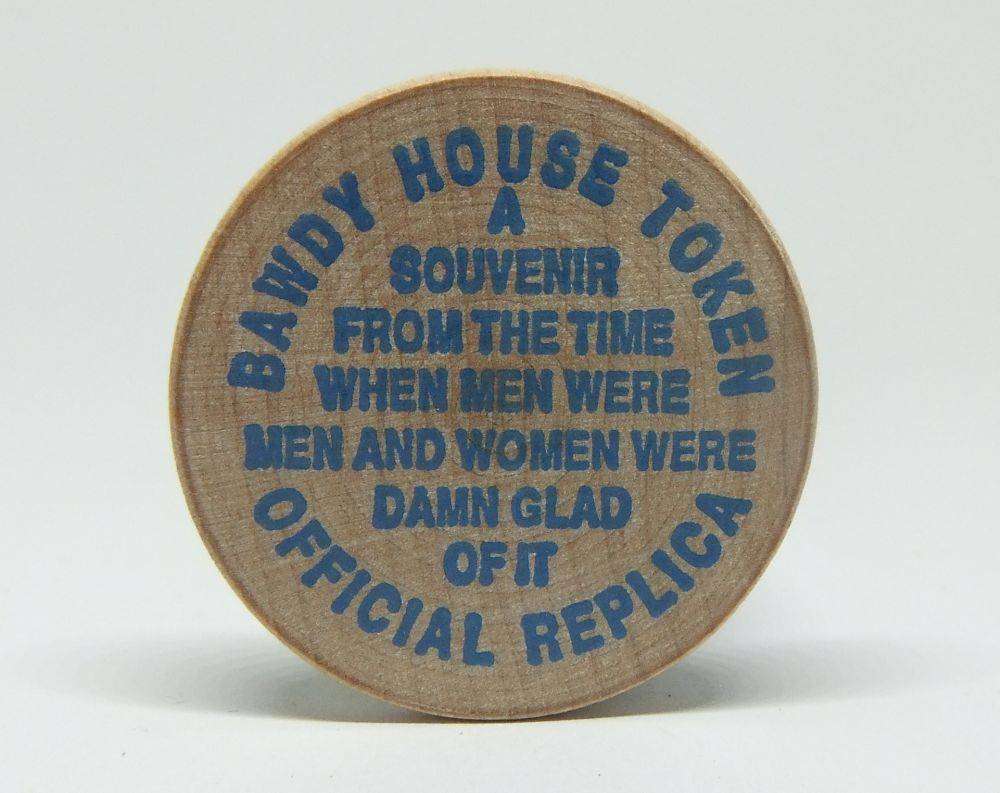 BAWDY HOUSE TOKEN
A
SOUVENIR
FROM THE TIME
WHEN MEN WERE
MEN AND WOMEN WERE
DAMN GLAD
OF IT
OFFICIAL REPLICA